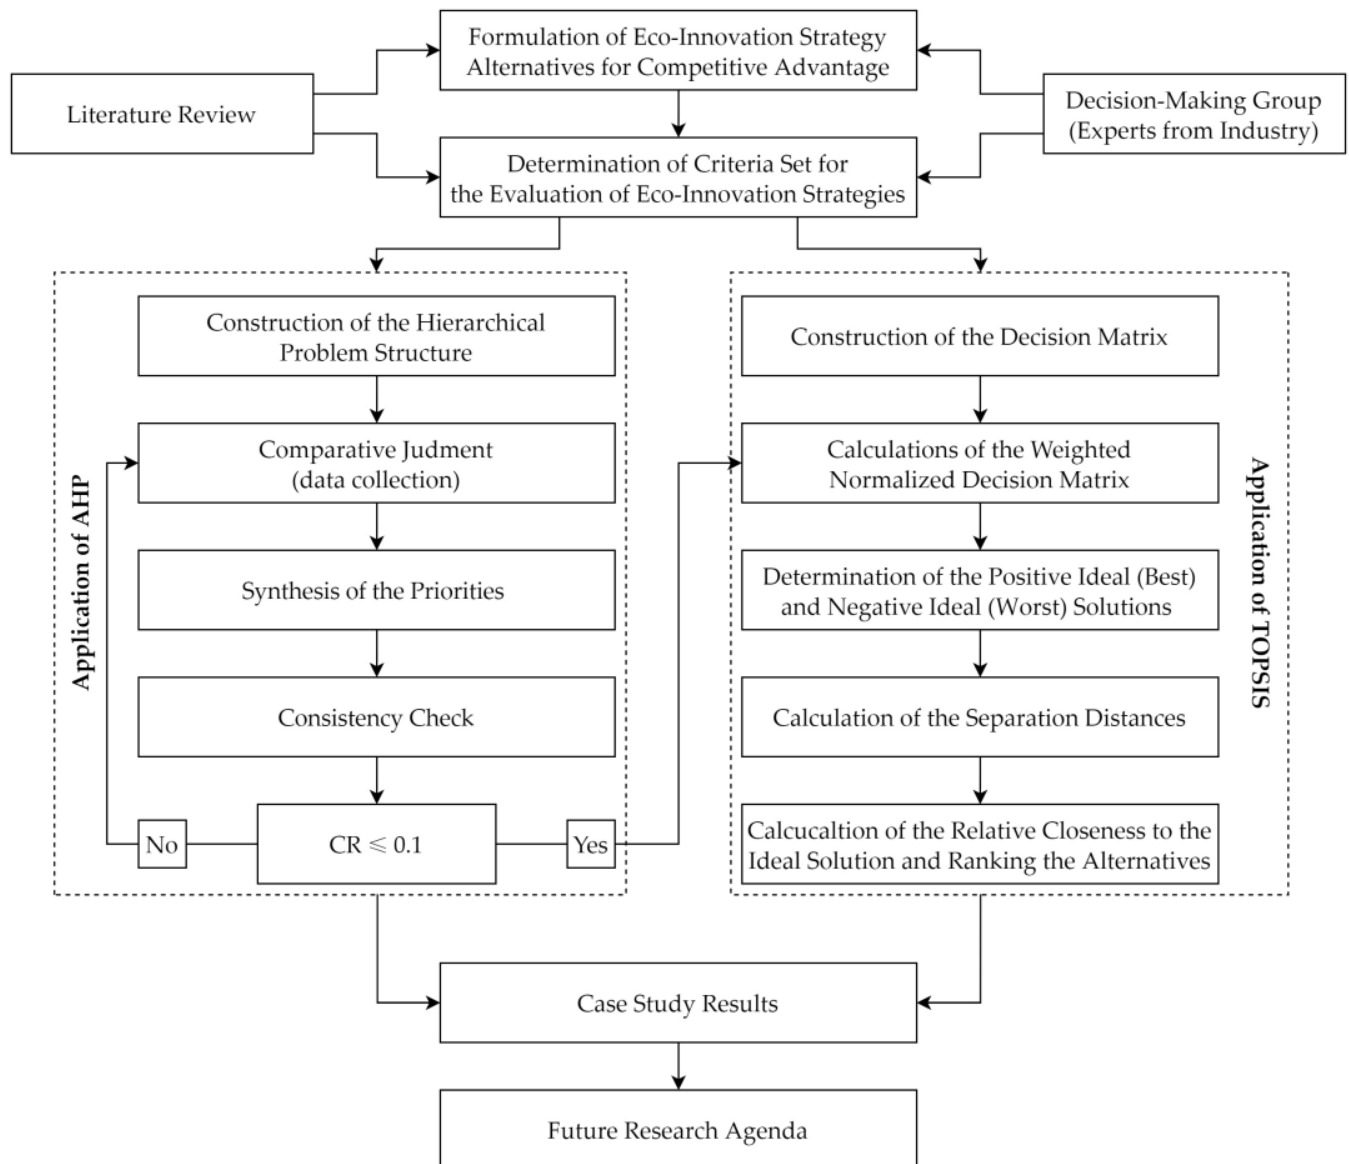 Formulation of Eco-Innovation Strategy
Alternatives for Competitive Advantage
Literature Review
Decision-Making Group
(Experts from Industry)
Determination of Criteria Set for
the Evaluation of Eco-Innovation Strategies
Application of AHP
Construction of the Hierarchical
Problem Structure
Comparative Judment
(data collection)
Synthesis of the Priorities
Consistency Check
No
CR ⩽ 0.1
Yes
Construction of the Decision Matrix
Calculations of the Weighted
Normalized Decision Matrix
Determination of the Positive Ideal (Best)
and Negative Ideal (Worst) Solutions
Calculation of the Separation Distances
Calcucaltion of the Relative Closeness to the
Ideal Solution and Ranking the Alternatives
Application of TOPSIS
Case Study Results
Future Research Agenda